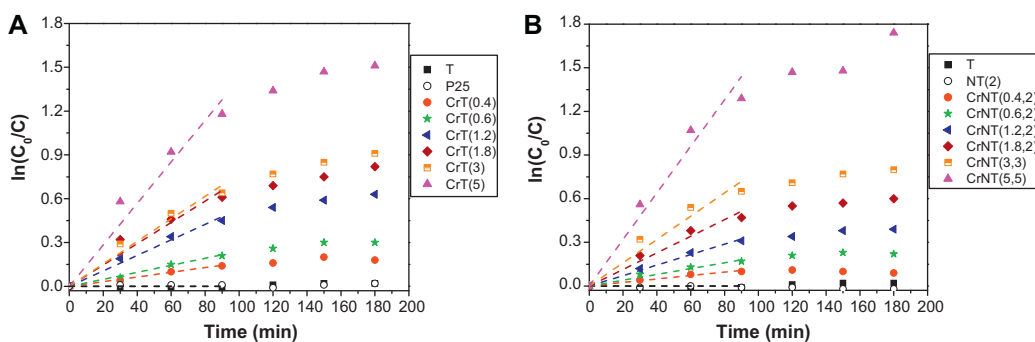 A
ln(C₀/C)
1.8
1.5
1.2
0.9
0.6
0.3
0.0
0 20 40 60 80 100 120 140 160 180 200
Time (min)
T
P25
CrT(0.4)
CrT(0.6)
CrT(1.2)
CrT(1.8)
CrT(3)
CrT(5)
B
ln(C₀/C)
1.8
1.5
1.2
0.9
0.6
0.3
0.0
0 20 40 60 80 100 120 140 160 180 200
Time (min)
T
NT(2)
CrNT(0.4,2)
CrNT(0.6,2)
CrNT(1.2,2)
CrNT(1.8,2)
CrNT(3,3)
CrNT(5,5)